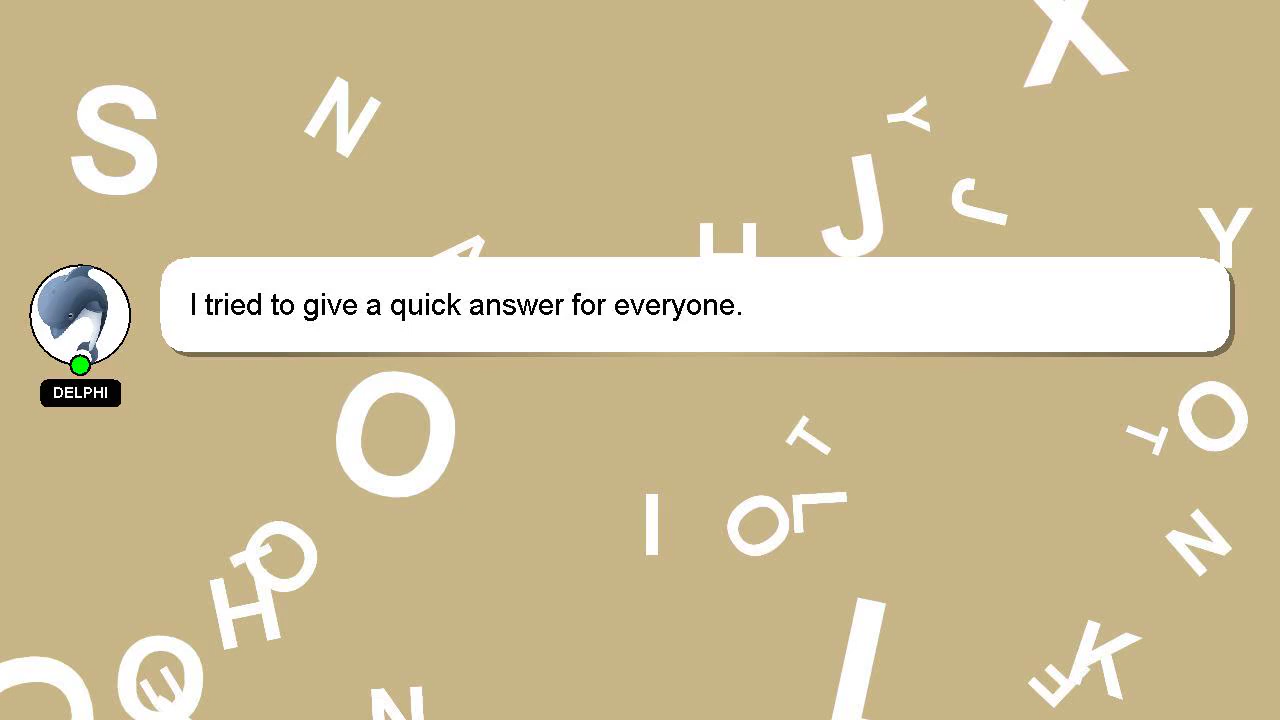 S
N
X
Y
J
J
Y
H
A
I tried to give a quick answer for everyone.
DELPHI
O
T
T
O
I
O
L
N
O
T
H
I
K
E
O
N